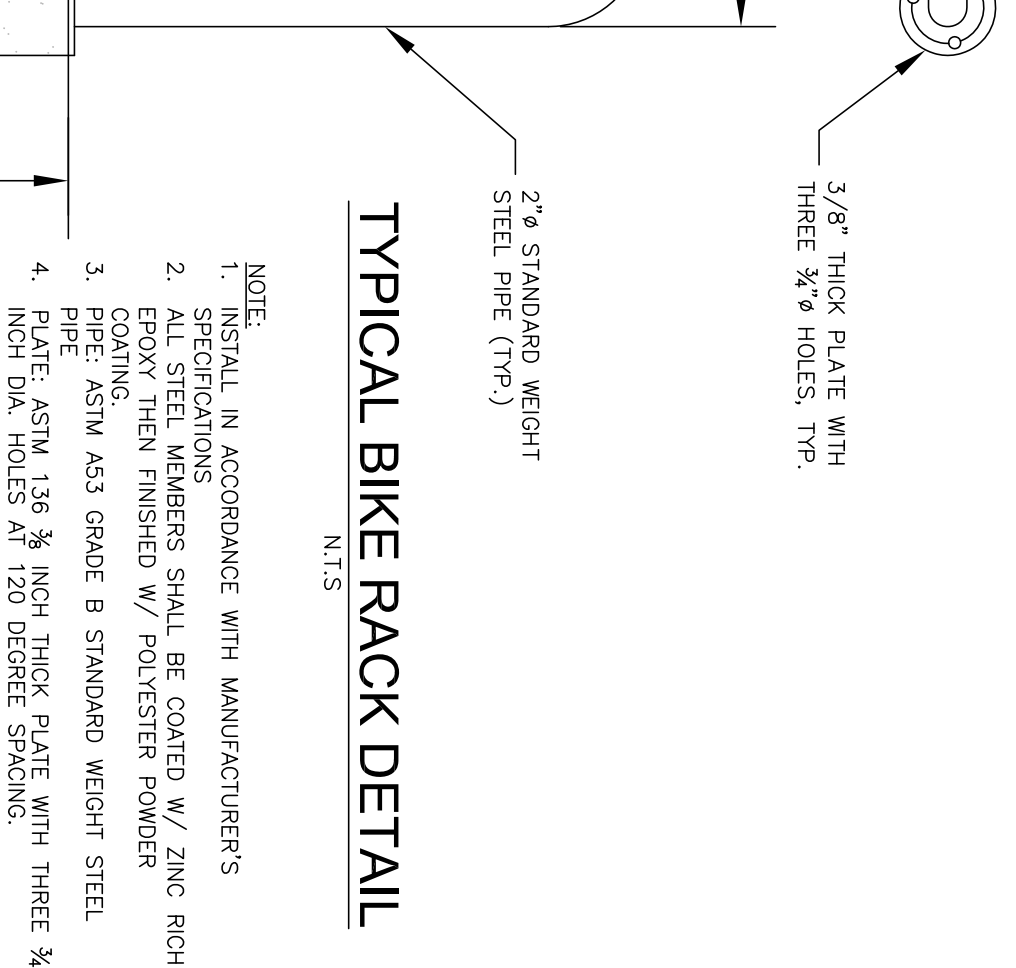 3/8" THICK PLATE WITH
THREE ¾"ø HOLES, TYP.
2"ø STANDARD WEIGHT
STEEL PIPE (TYP.)
TYPICAL BIKE RACK DETAIL
N.T.S
NOTE:
1. INSTALL IN ACCORDANCE WITH MANUFACTURER'S
SPECIFICATIONS
2. ALL STEEL MEMBERS SHALL BE COATED W/ ZINC RICH
EPOXY THEN FINISHED W/ POLYESTER POWDER
COATING.
3. PIPE: ASTM A53 GRADE B STANDARD WEIGHT STEEL
PIPE
4. PLATE: ASTM 136 ⅜ INCH THICK PLATE WITH THREE ¾
INCH DIA. HOLES AT 120 DEGREE SPACING.